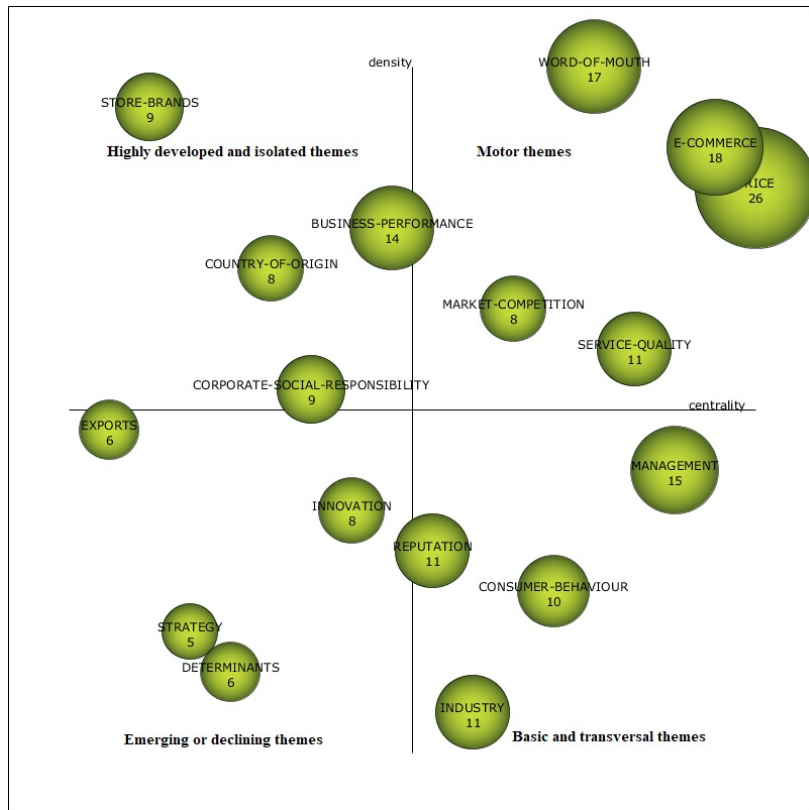 density
WORD-OF-MOUTH
17
STORE-BRANDS
9
Highly developed and isolated themes
Motor themes
E-COMMERCE
18
RICE
26
BUSINESS-PERFORMANCE
14
COUNTRY-OF-ORIGIN
8
MARKET-COMPETITION
8
SERVICE-QUALITY
11
CORPORATE-SOCIAL-RESPONSIBILITY
9
centrality
EXPORTS
6
MANAGEMENT
15
INNOVATION
8
REPUTATION
11
CONSUMER-BEHAVIOUR
10
STRATEGY
5
DETERMINANTS
6
INDUSTRY
11
Emerging or declining themes
Basic and transversal themes